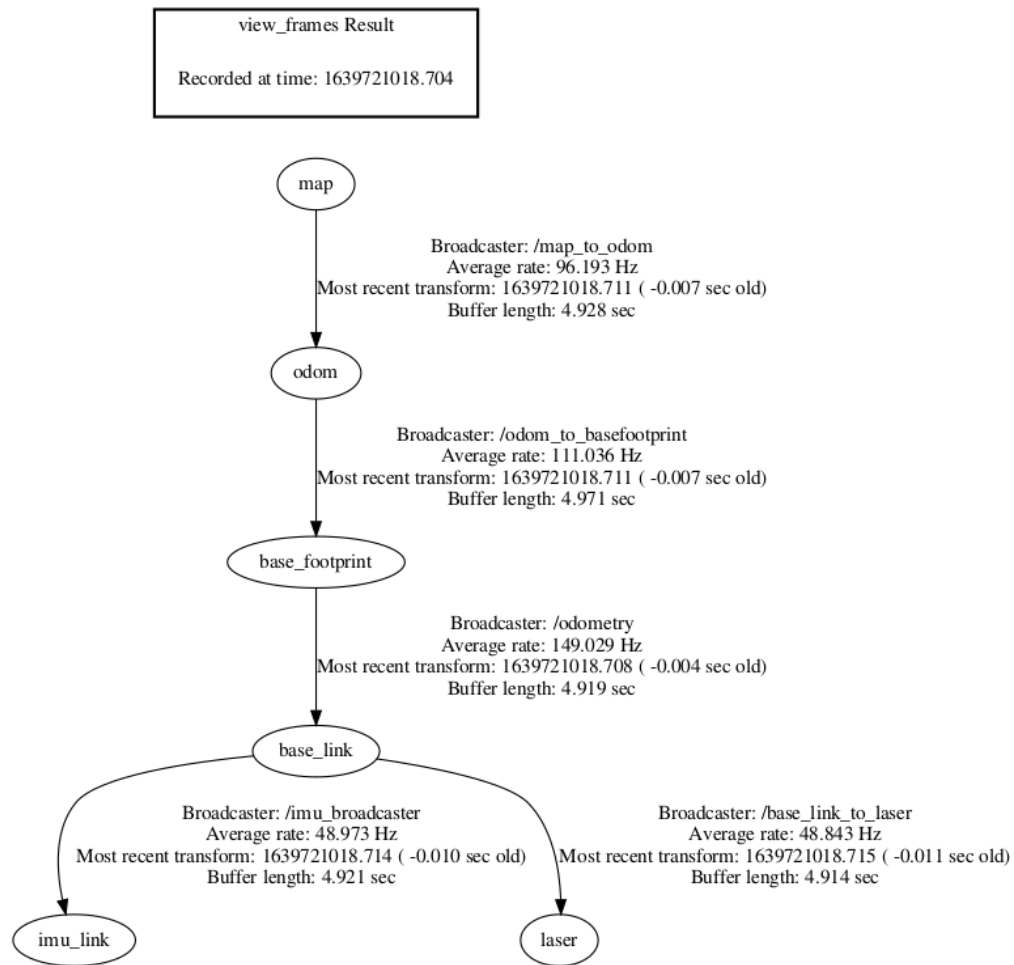 view_frames Result
Recorded at time: 1639721018.704
map
Broadcaster: /map_to_odom
Average rate: 96.193 Hz
Most recent transform: 1639721018.711 ( -0.007 sec old)
Buffer length: 4.928 sec
odom
Broadcaster: /odom_to_basefootprint
Average rate: 111.036 Hz
Most recent transform: 1639721018.711 ( -0.007 sec old)
Buffer length: 4.971 sec
base_footprint
Broadcaster: /odometry
Average rate: 149.029 Hz
Most recent transform: 1639721018.708 ( -0.004 sec old)
Buffer length: 4.919 sec
base_link
Broadcaster: /imu_broadcaster
Average rate: 48.973 Hz
Most recent transform: 1639721018.714 ( -0.010 sec old)
Buffer length: 4.921 sec
Broadcaster: /base_link_to_laser
Average rate: 48.843 Hz
Most recent transform: 1639721018.715 ( -0.011 sec old)
Buffer length: 4.914 sec
imu_link
laser